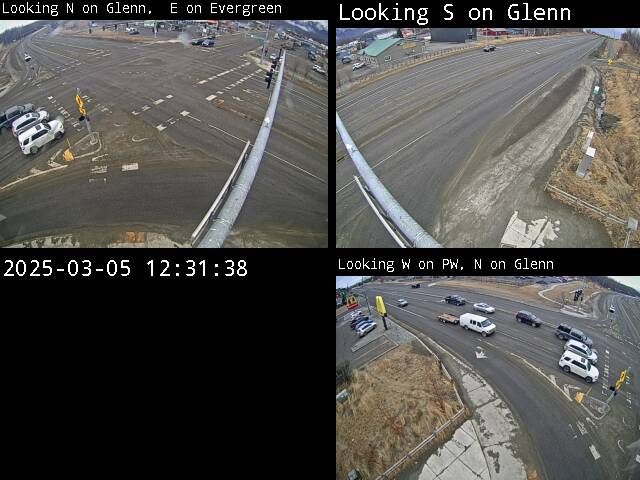 Looking N on Glenn,  E on Evergreen
Looking S on Glenn
2025-03-05 12:31:38
Looking W on PW, N on Glenn